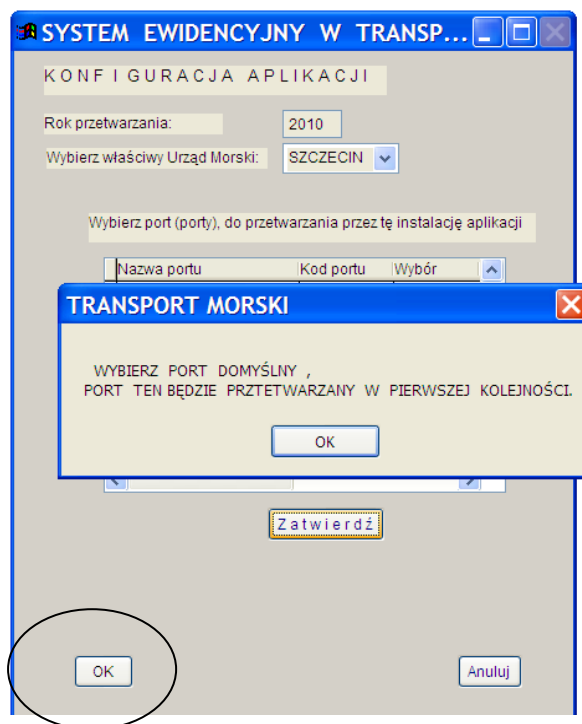 SYSTEM EWIDENCYJNY W TRANSP...
KONFIGURACJA APLIKACJI
Rok przetwarzania: 2010
Wybierz właściwy Urząd Morski: SZCZECIN
Wybierz port (porty), do przetwarzania przez tę instalację aplikacji
Nazwa portu Kod portu Wybór
TRANSPORT MORSKI
WYBIERZ PORT DOMYŚLNY ,
PORT TEN BĘDZIE PRZTETWARZANY W PIERWSZEJ KOLEJNOŚCI.
OK
Zatwierdź
OK Anuluj